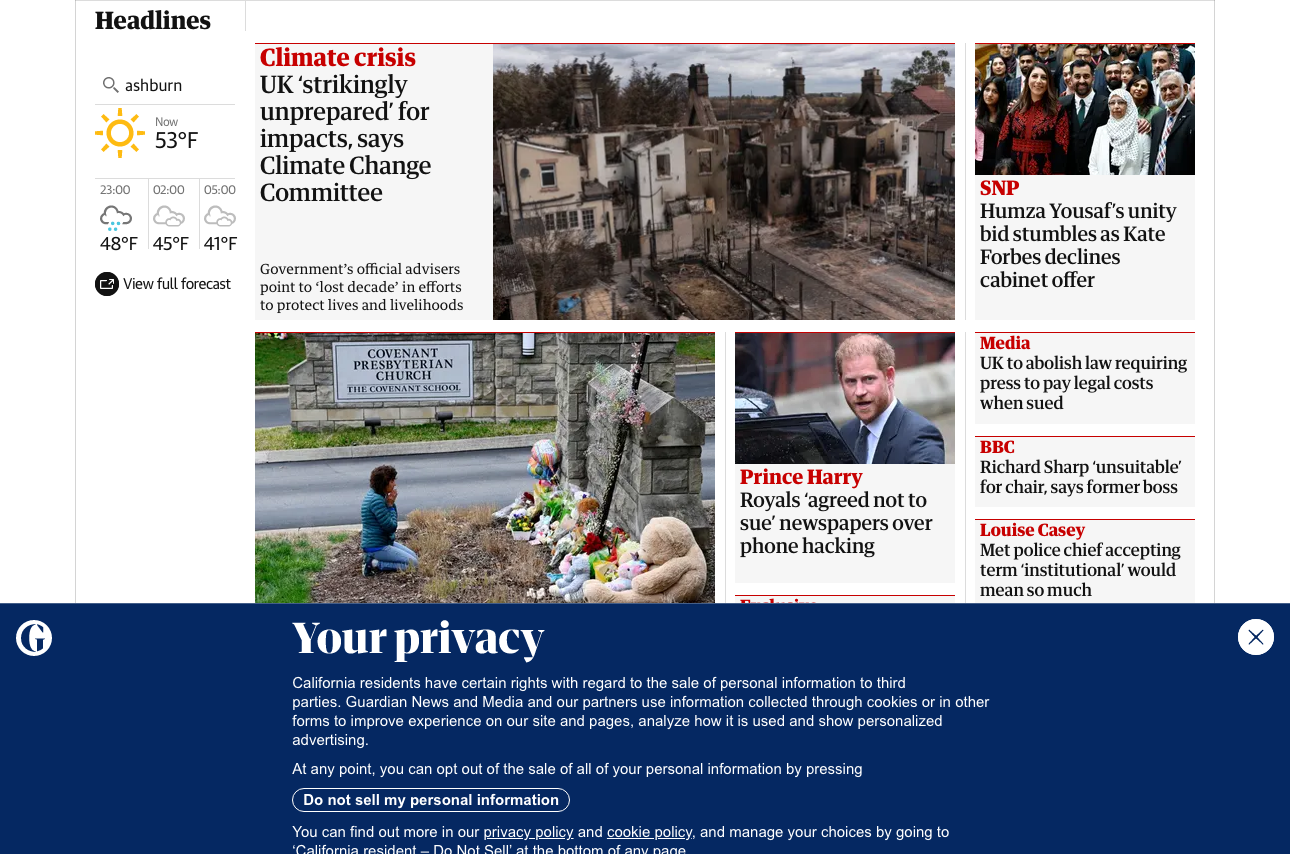 Headlines
ashburn
Now
53°F
23:00
02:00
05:00
48°F
45°F
41°F
View full forecast
Climate crisis
UK ‘strikingly
unprepared’ for
impacts, says
Climate Change
Committee
Government’s official advisers
point to ‘lost decade’ in efforts
to protect lives and livelihoods
SNP
Humza Yousaf’s unity
bid stumbles as Kate
Forbes declines
cabinet offer
COVENANT
PRESBYTERIAN
CHURCH
THE COVENANT SCHOOL
Prince Harry
Royals ‘agreed not to
sue’ newspapers over
phone hacking
Media
UK to abolish law requiring
press to pay legal costs
when sued
BBC
Richard Sharp ‘unsuitable’
for chair, says former boss
Louise Casey
Met police chief accepting
term ‘institutional’ would
mean so much
Your privacy
California residents have certain rights with regard to the sale of personal information to third
parties. Guardian News and Media and our partners use information collected through cookies or in other
forms to improve experience on our site and pages, analyze how it is used and show personalized
advertising.
At any point, you can opt out of the sale of all of your personal information by pressing
Do not sell my personal information
You can find out more in our privacy policy and cookie policy, and manage your choices by going to
‘California resident – Do Not Sell’ at the bottom of any page